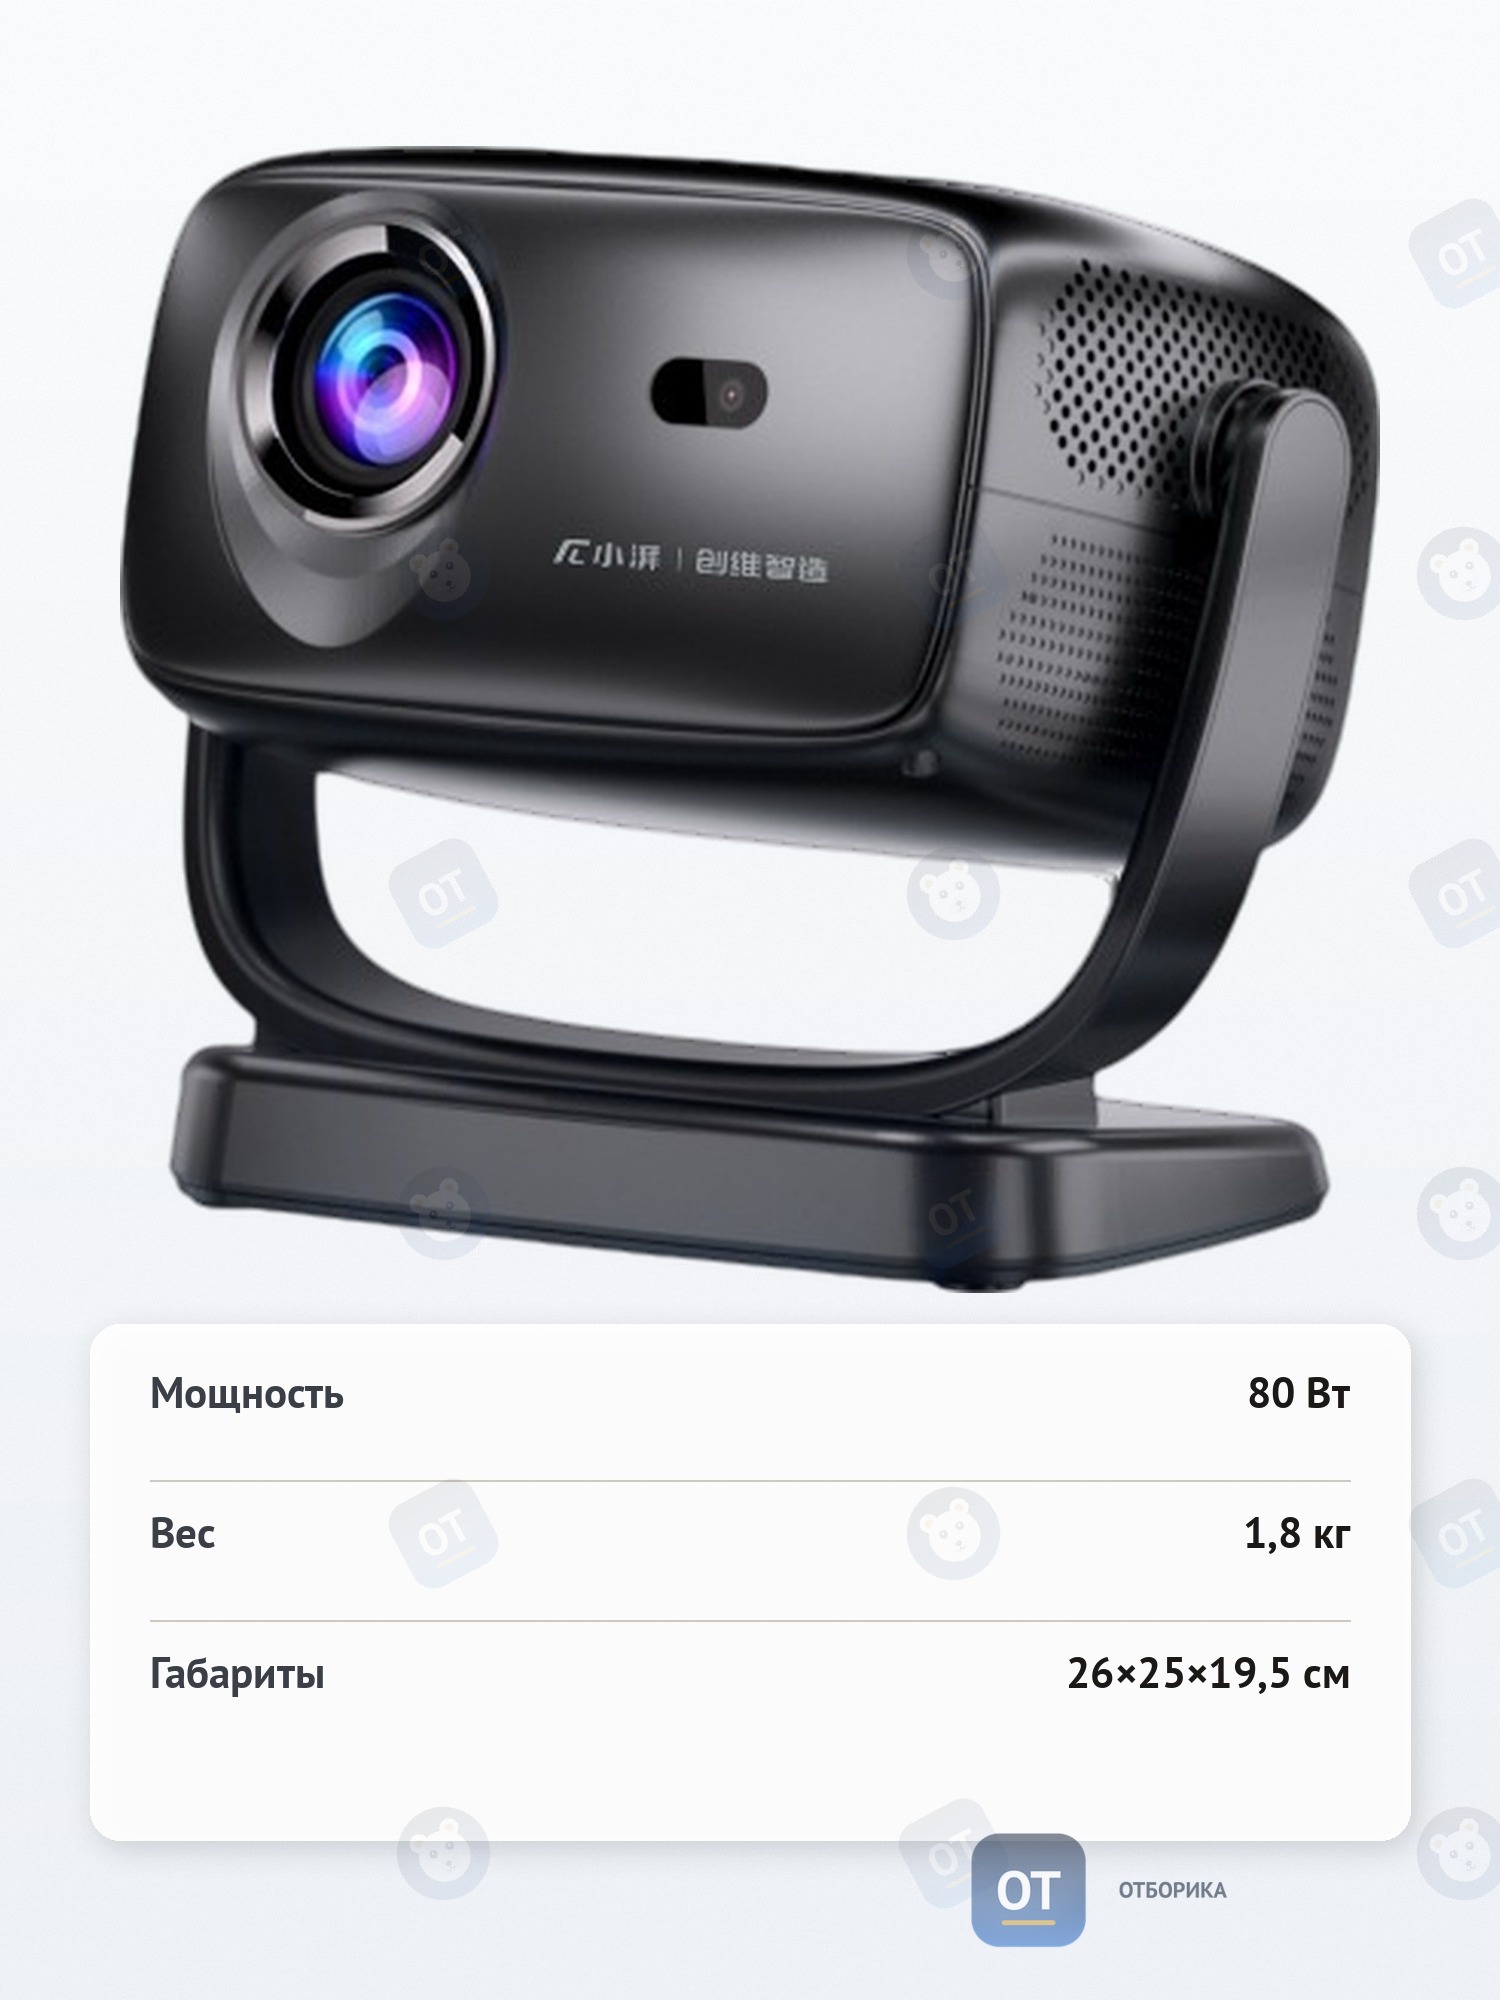 小湃 | 创维智造
Мощность 80 Вт
Вес 1,8 кг
Габариты 26×25×19,5 см
ОТ ОТБОРИКА